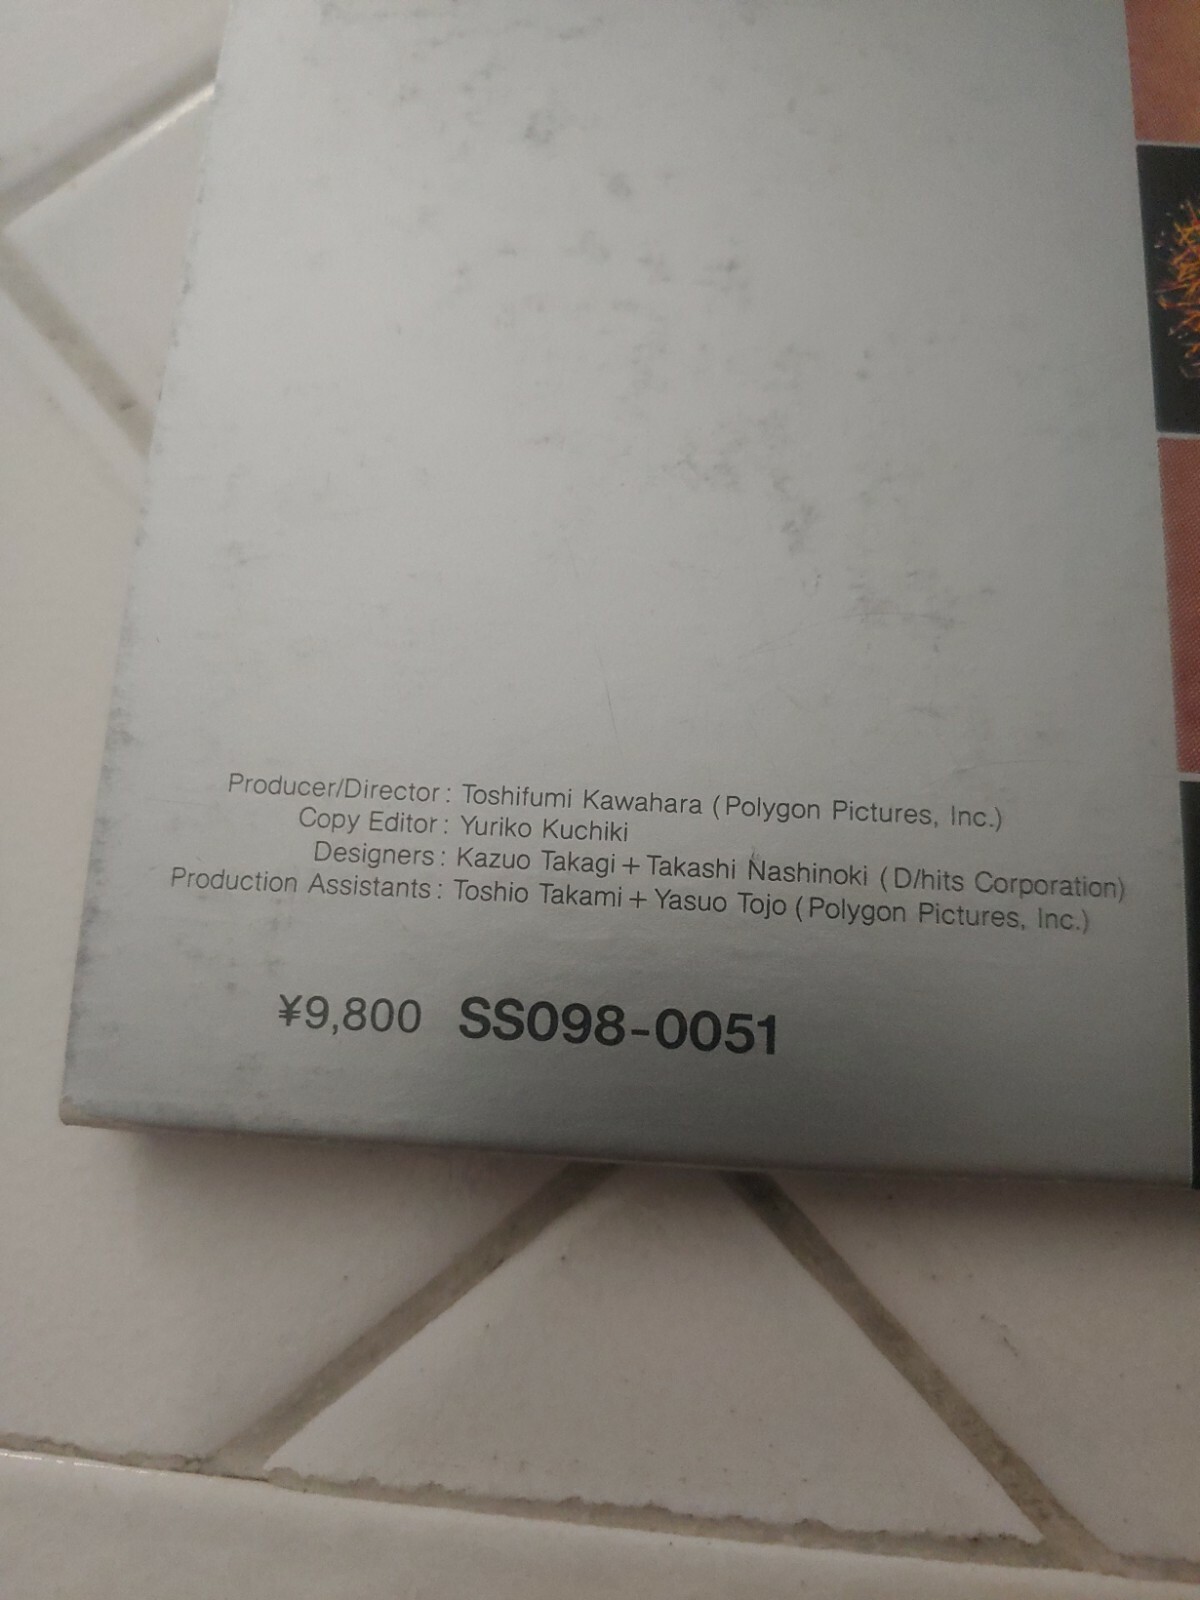 Producer/Director : Toshifumi Kawahara (Polygon Pictures, Inc.)
Copy Editor : Yuriko Kuchiki
Designers : Kazuo Takagi + Takashi Nashinoki (D/hits Corporation)
Production Assistants : Toshio Takami + Yasuo Tojo (Polygon Pictures, Inc.)
¥9,800 SS098-0051